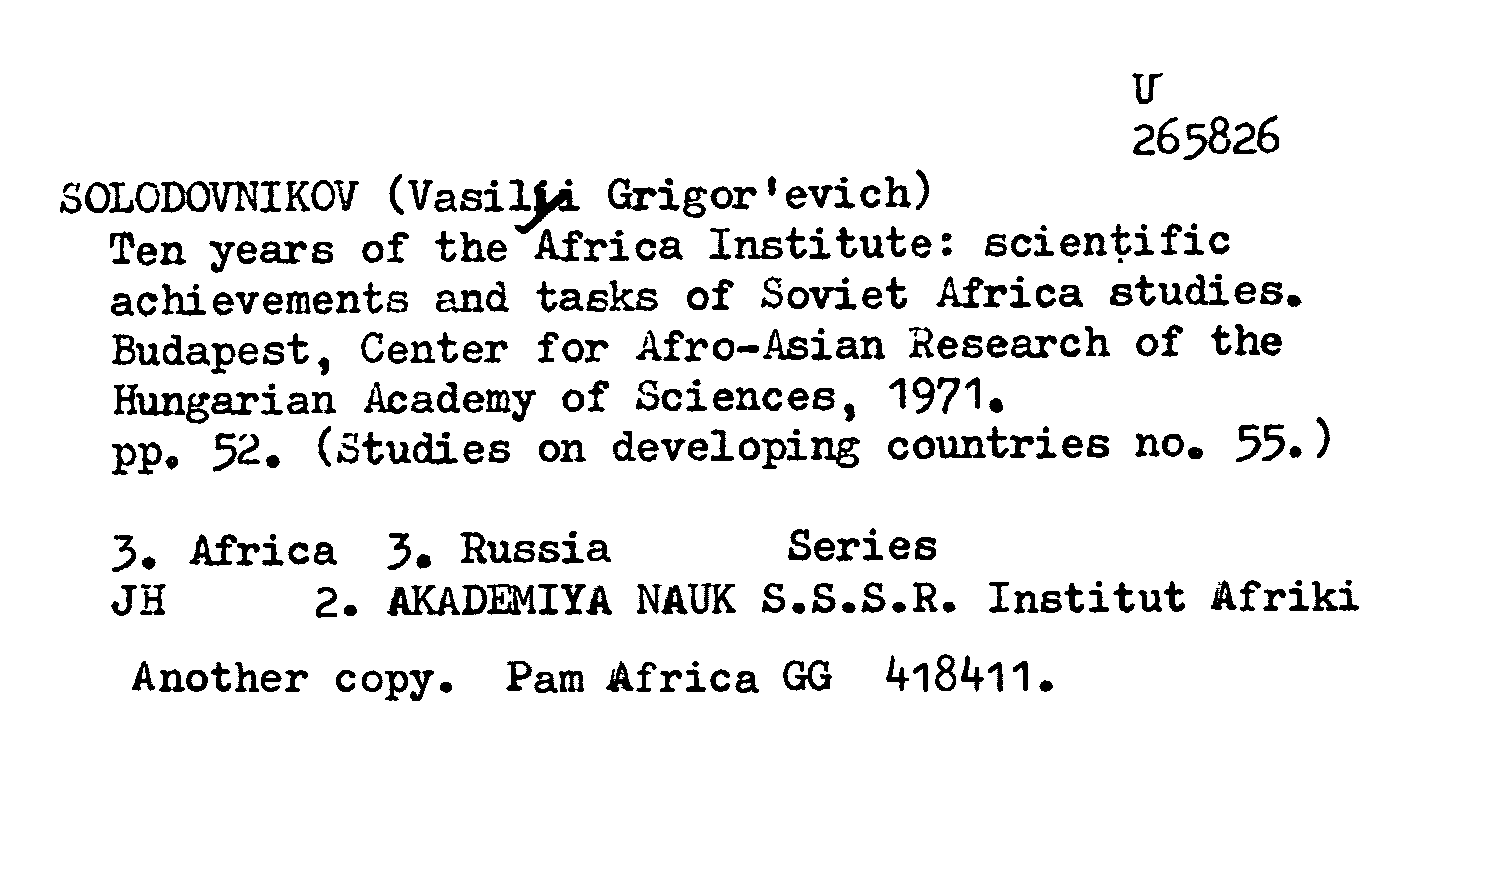 U
265826
SOLODOVNIKOV (Vasilyi Grigor'evich)
Ten years of the Africa Institute: scientific
achievements and tasks of Soviet Africa studies.
Budapest, Center for Afro-Asian Research of the
Hungarian Academy of Sciences, 1971.
pp. 52. (Studies on developing countries no. 55.)
3. Africa 3. Russia Series
JH 2. AKADEMIYA NAUK S.S.S.R. Institut Afriki
Another copy. Pam Africa GG 418411.